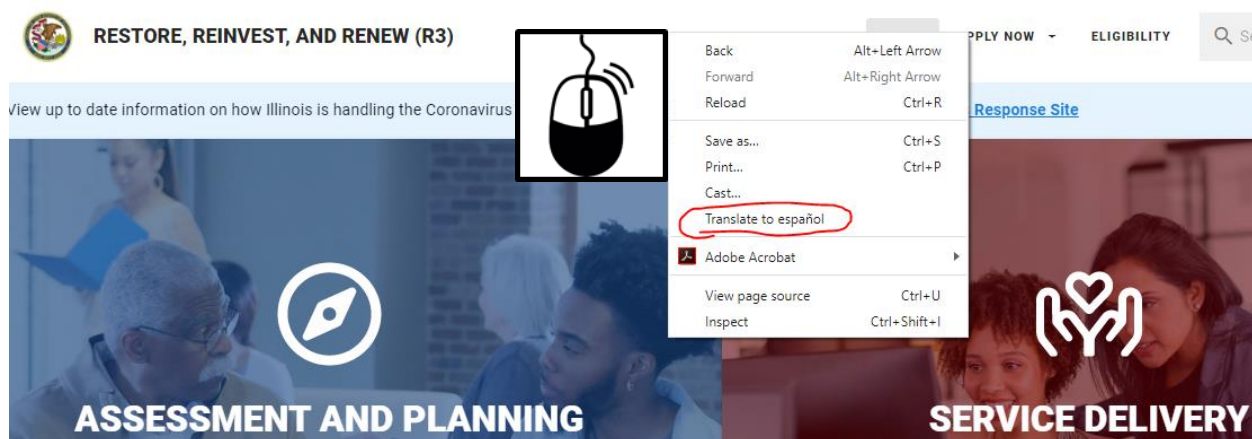 RESTORE, REINVEST, AND RENEW (R3)
PPLY NOW
ELIGIBILITY
View up to date information on how Illinois is handling the Coronavirus
Response Site
Back Alt+Left Arrow
Forward Alt+Right Arrow
Reload Ctrl+R
Save as... Ctrl+S
Print... Ctrl+P
Cast...
Translate to español
Adobe Acrobat
View page source Ctrl+U
Inspect Ctrl+Shift+I
ASSESSMENT AND PLANNING
SERVICE DELIVERY